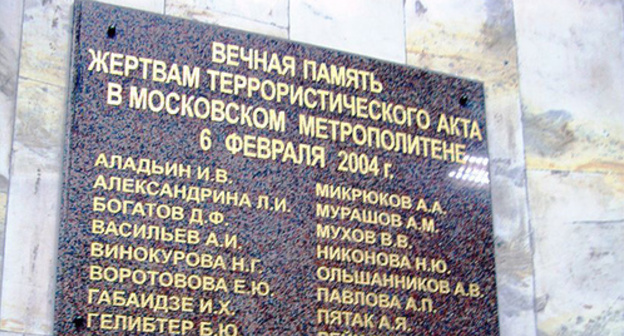 ВЕЧНАЯ ПАМЯТЬ
ЖЕРТВАМ ТЕРРОРИСТИЧЕСКОГО АКТА
В МОСКОВСКОМ МЕТРОПОЛИТЕНЕ
6 ФЕВРАЛЯ 2004 г.
АЛАДЬИН И.В.
АЛЕКСАНДРИНА Л.И.
БОГАТОВ Д.Ф.
ВАСИЛЬЕВ А.И.
ВИНОКУРОВА Н.Г.
ВОРОТОВОВА Е.Ю.
ГАБАИДЗЕ И.Х.
ГЕЛИБТЕР Б.Ю.
МИКРЮКОВ А.А.
МУРАШОВ А.М.
МУХОВ В.В.
НИКОНОВА Н.Ю.
ОЛЬШАННИКОВ А.В.
ПАВЛОВА А.П.
ПЯТАК А.Я.